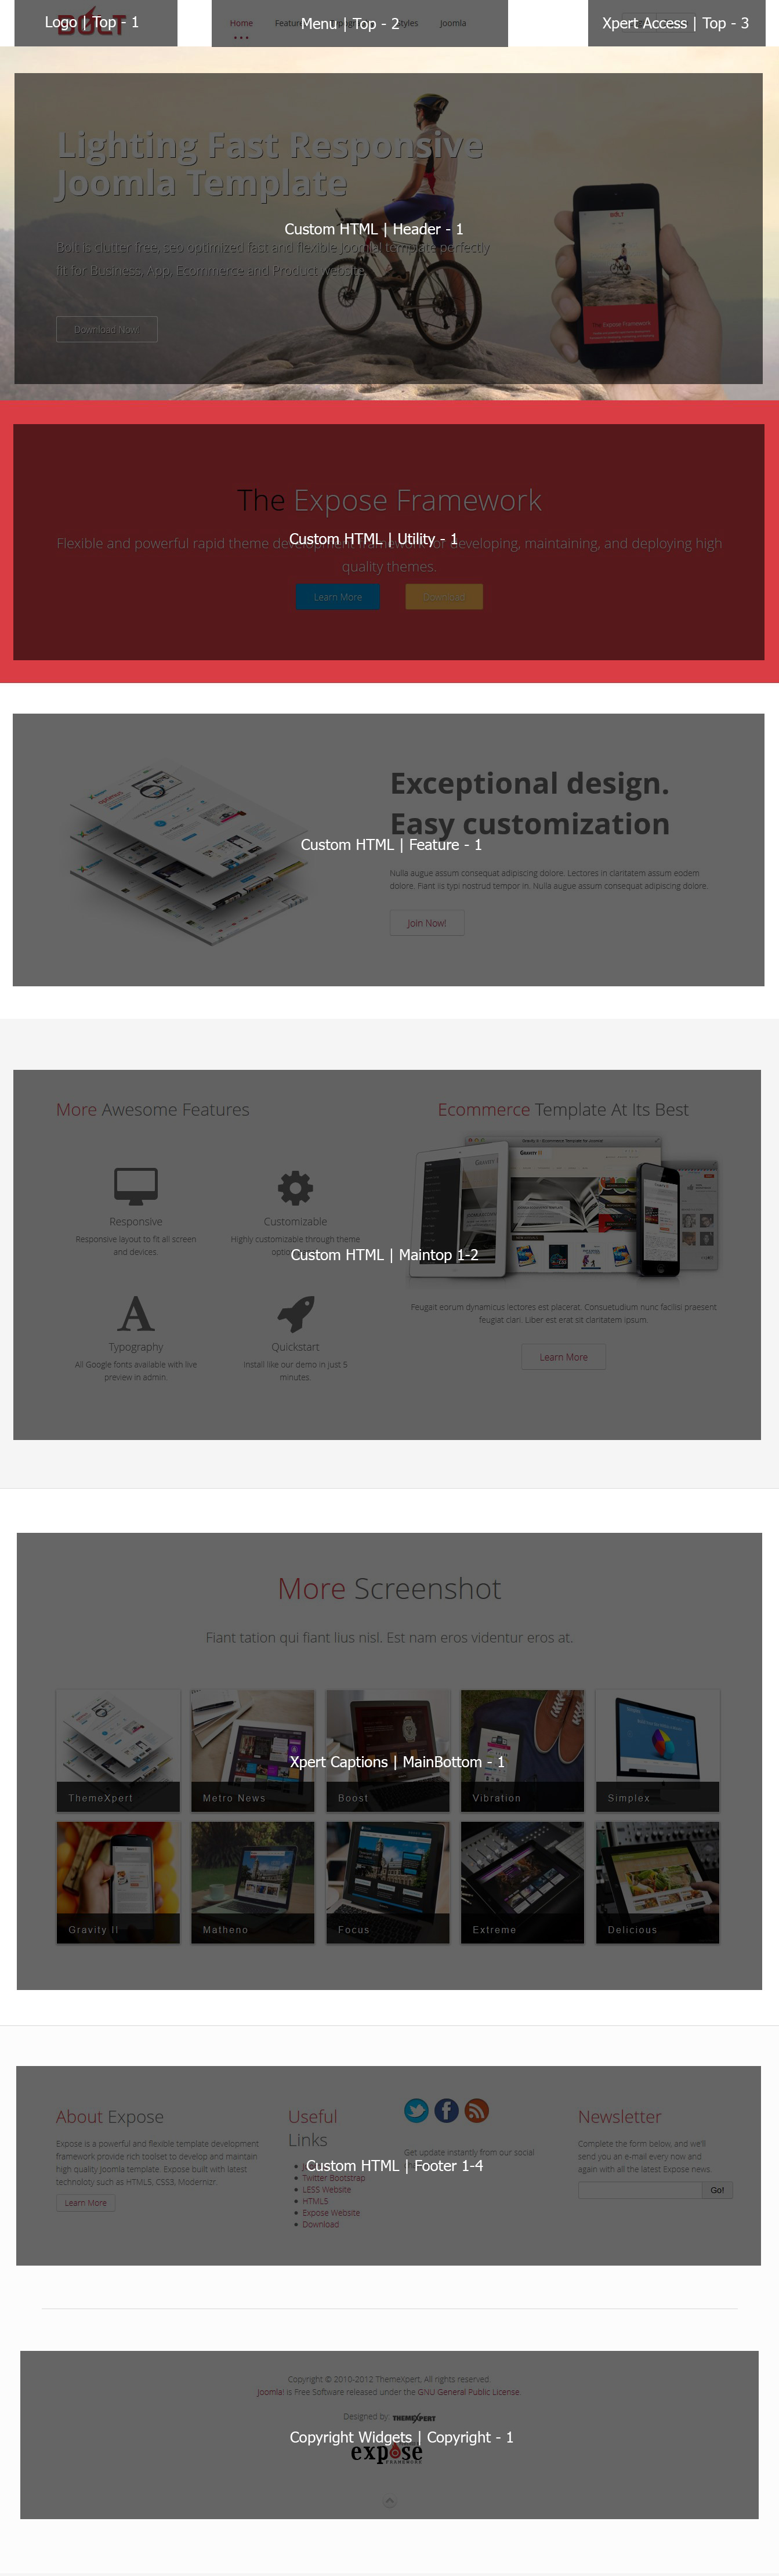 Logo | Top - 1
BOLT
Home
Menu | Top - 2
Styles
Joomla
Xpert Access | Top - 3
Lighting Fast Responsive
Joomla Template
Custom HTML | Header - 1
Bolt is clutter free, seo optimized fast and flexible Joomla! template perfectly
fit for Business, App, Ecommerce and Product website.
Download Now!
The Expose Framework
The Expose Framework
Custom HTML | Utility - 1
Flexible and powerful rapid theme development framework for developing, maintaining, and deploying high
quality themes.
Learn More
Download
Exceptional design.
Easy customization
Custom HTML | Feature - 1
Nulla augue assum consequat adipiscing dolore. Lectores in claritatem assum eodem
dolore. Fiant iis typi nostrud tempor in. Nulla augue assum consequat adipiscing dolore.
Join Now!
More Awesome Features
Ecommerce Template At Its Best
Responsive
Responsive layout to fit all screen
and devices.
Customizable
Highly customizable through theme
Custom HTML | Maintop 1-2
Typography
All Google fonts available with live
preview in admin.
Quickstart
Install like our demo in just 5
minutes.
Feugait eorum dynamicus lectores est placerat. Consuetudium nunc facilisi praesent
feugiat clari. Liber est erat sit claritatem ipsum.
Learn More
More Screenshot
Fiant tation qui fiant lius nisl. Est nam eros videntur eros at.
Xpert Captions | MainBottom - 1
ThemeXpert
Metro News
Boost
Vibration
Simplex
Gravity II
Matheno
Focus
Extreme
Delicious
About Expose
Expose is a powerful and flexible template development
framework provide rich toolset to develop and maintain
high quality joomla template. Expose built with latest
technoloty such as HTML5, CSS3, Modernizr.
Learn More
Useful
Links
Custom HTML | Footer 1-4
Twitter Bootstrap
LESS Website
HTML5
Expose Website
Download
Get update instantly from our social
Newsletter
Complete the form below, and we'll
send you an e-mail every now and
again with all the latest Expose news.
Go!
Copyright © 2010-2012 ThemeXpert. All rights reserved.
Joomla! is Free Software released under the GNU General Public License.
Designed by: THEMEXPERT
Copyright Widgets | Copyright - 1
expose
FRAMEWORK